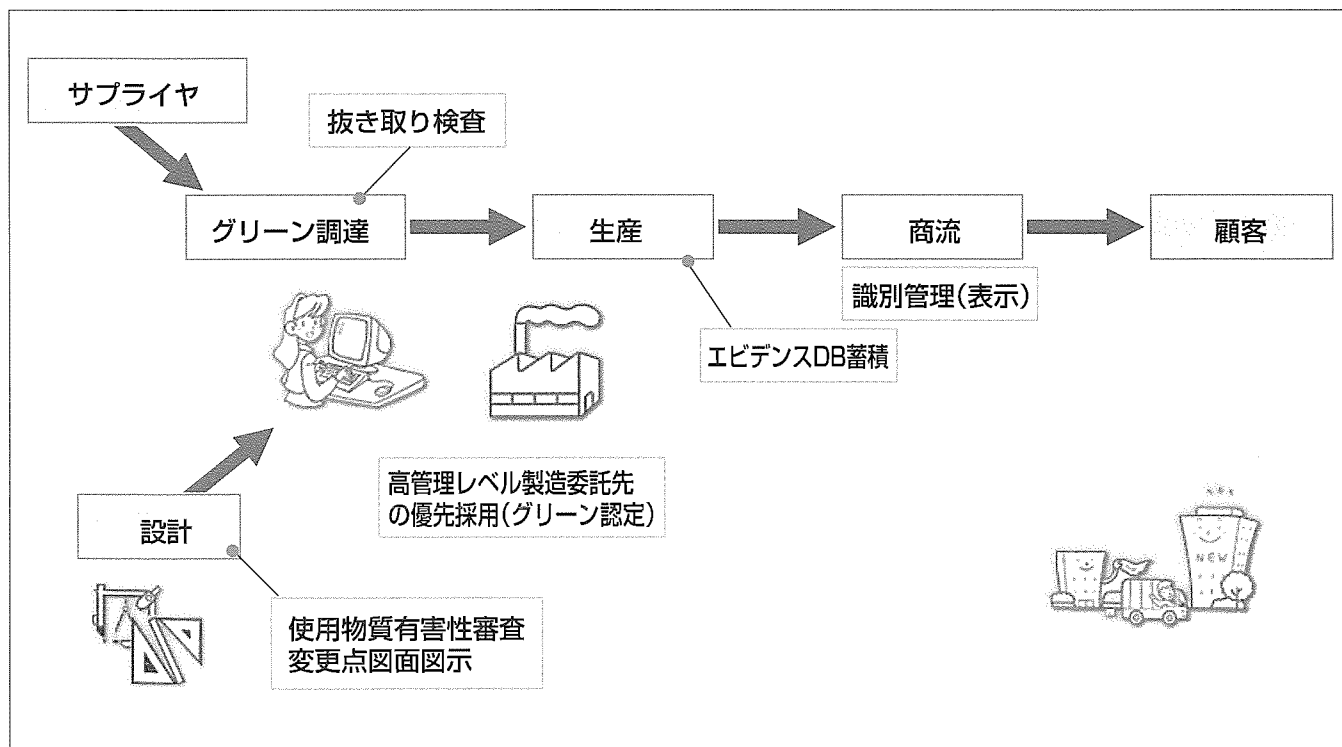 サプライヤ
抜き取り検査
グリーン調達
生産
商流
顧客
識別管理(表示)
エビデンスDB蓄積
高管理レベル製造委託先
の優先採用(グリーン認定)
設計
使用物質有害性審査
変更点図面図示
NEW